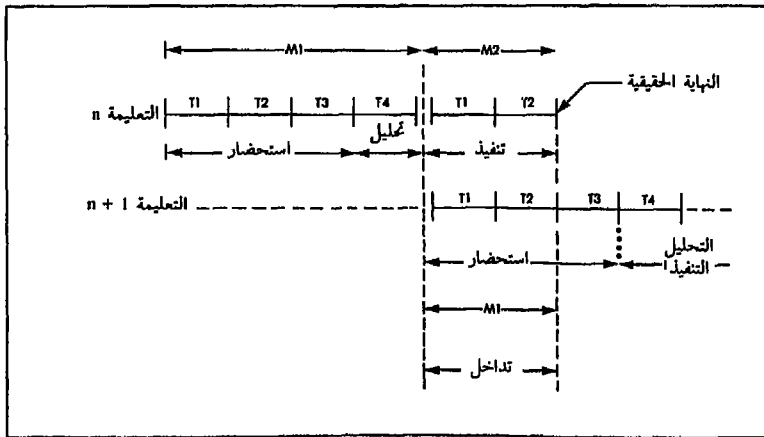 M1 M2
النهاية الحقيقية
التعليمة n T1 T2 T3 T4 T1 T2
استحضار تحليل تنفيذ
التعليمة n + 1 T1 T2 T3 T4
استحضار التحليل
التنفيذ
M1
تداخل